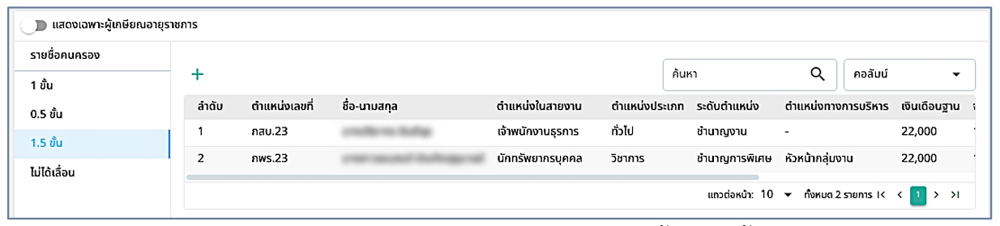 แสดงเฉพาะผู้เกษียณอายุราชการ
รายชื่อคนครอง
1 ขั้น
0.5 ขั้น
1.5 ขั้น
ไม่ได้เลื่อน
+
ค้นหา
คอลัมน์
ลำดับ ตำแหน่งเลขที่ ชื่อ-นามสกุล ตำแหน่งในสายงาน ตำแหน่งประเภท ระดับตำแหน่ง ตำแหน่งทางการบริหาร เงินเดือนฐาน
1 กสบ.23 เจ้าพนักงานธุรการ ทั่วไป ชำนาญงาน - 22,000
2 กพร.23 นักทรัพยากรบุคคล วิชาการ ชำนาญการพิเศษ หัวหน้ากลุ่มงาน 22,000
แถวต่อหน้า: 10 ทั้งหมด 2 รายการ 1